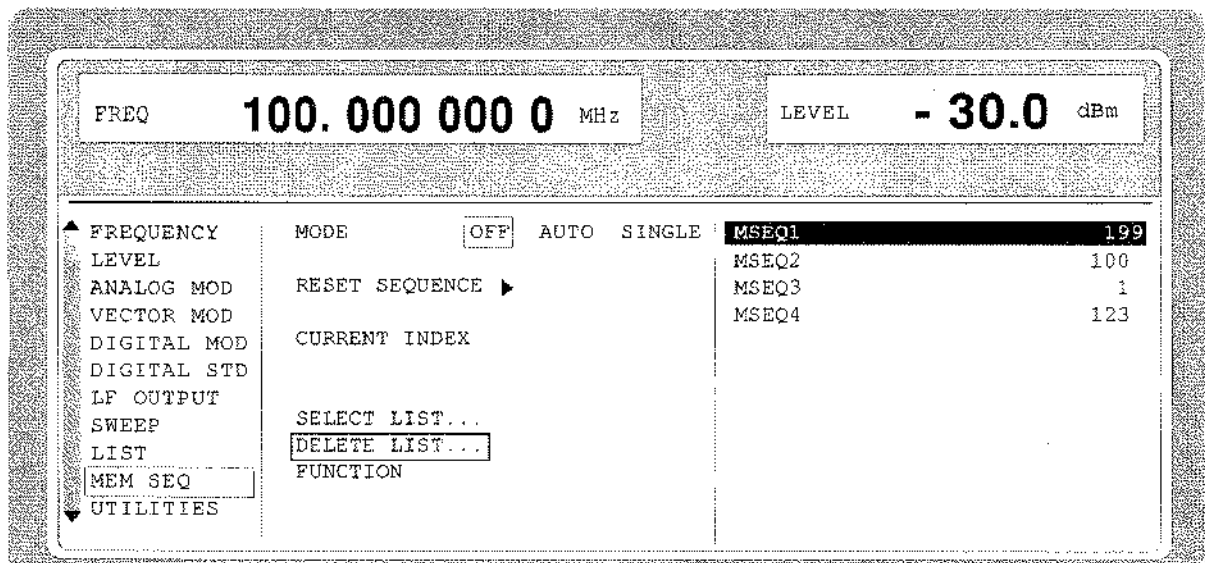 FREQ 100. 000 000 0 MHz LEVEL - 30.0 dBm
FREQUENCY MODE OFF AUTO SINGLE MSEQ1 199
LEVEL MSEQ2 100
ANALOG MOD RESET SEQUENCE MSEQ3 1
VECTOR MOD MSEQ4 123
DIGITAL MOD CURRENT INDEX
DIGITAL STD
LF OUTPUT
SWEEP SELECT LIST...
LIST DELETE LIST...
MEM SEQ FUNCTION
UTILITIES